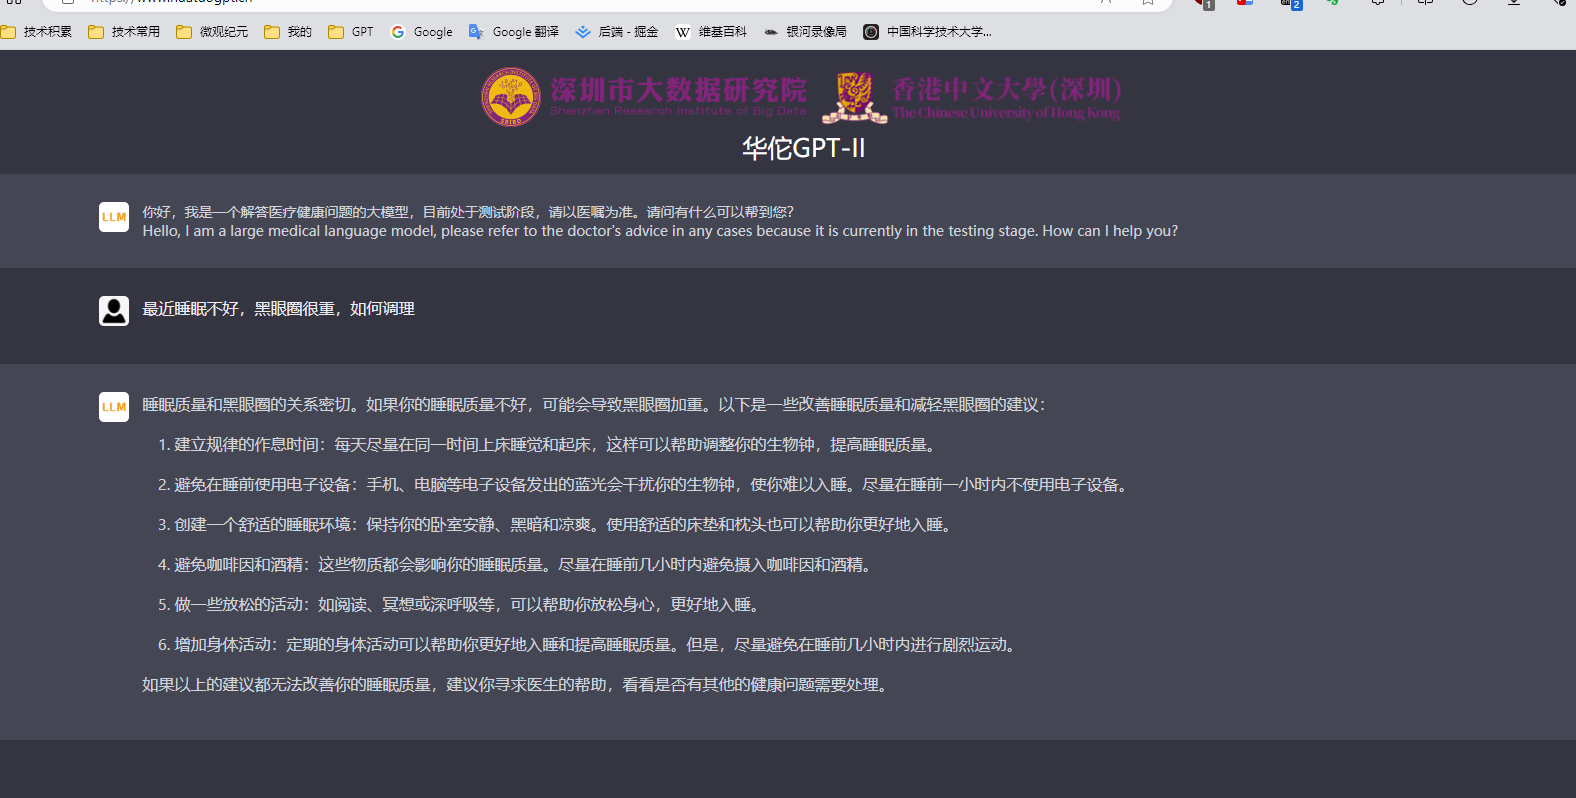 技术积累 技术常用 微观纪元 我的 GPT Google Google 翻译 后端 - 掘金 维基百科 银河录像局 中国科学技术大学...
深圳市大数据研究院
Shenzhen Research Institute of Big Data
香港中文大學(深圳)
The Chinese University of Hong Kong
华佗GPT-II
LLM
你好，我是一个解答医疗健康问题的大模型，目前处于测试阶段，请以医嘱为准。请问有什么可以帮到您？
Hello, I am a large medical language model, please refer to the doctor's advice in any cases because it is currently in the testing stage. How can I help you?
最近睡眠不好，黑眼圈很重，如何调理
LLM
睡眠质量和黑眼圈的关系密切。如果你的睡眠质量不好，可能会导致黑眼圈加重。以下是一些改善睡眠质量和减轻黑眼圈的建议：
1. 建立规律的作息时间：每天尽量在同一时间上床睡觉和起床，这样可以帮助调整你的生物钟，提高睡眠质量。
2. 避免在睡前使用电子设备：手机、电脑等电子设备发出的蓝光会干扰你的生物钟，使你难以入睡。尽量在睡前一小时内不使用电子设备。
3. 创建一个舒适的睡眠环境：保持你的卧室安静、黑暗和凉爽。使用舒适的床垫和枕头也可以帮助你更好地入睡。
4. 避免咖啡因和酒精：这些物质都会影响你的睡眠质量。尽量在睡前几小时内避免摄入咖啡因和酒精。
5. 做一些放松的活动：如阅读、冥想或深呼吸等，可以帮助你放松身心，更好地入睡。
6. 增加身体活动：定期的身体活动可以帮助你更好地入睡和提高睡眠质量。但是，尽量避免在睡前几小时内进行剧烈运动。
如果以上的建议都无法改善你的睡眠质量，建议你寻求医生的帮助，看看是否有其他的健康问题需要处理。